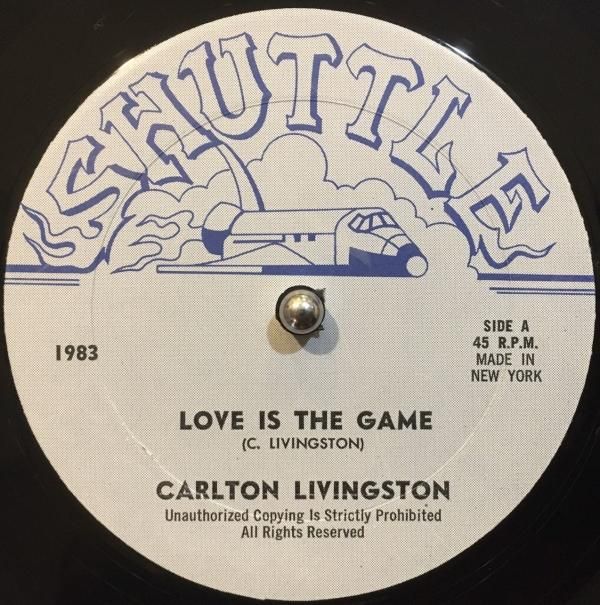 SHUTTLE
1983
SIDE A
45 R.P.M.
MADE IN
NEW YORK
LOVE IS THE GAME
(C. LIVINGSTON)
CARLTON LIVINGSTON
Unauthorized Copying Is Strictly Prohibited
All Rights Reserved